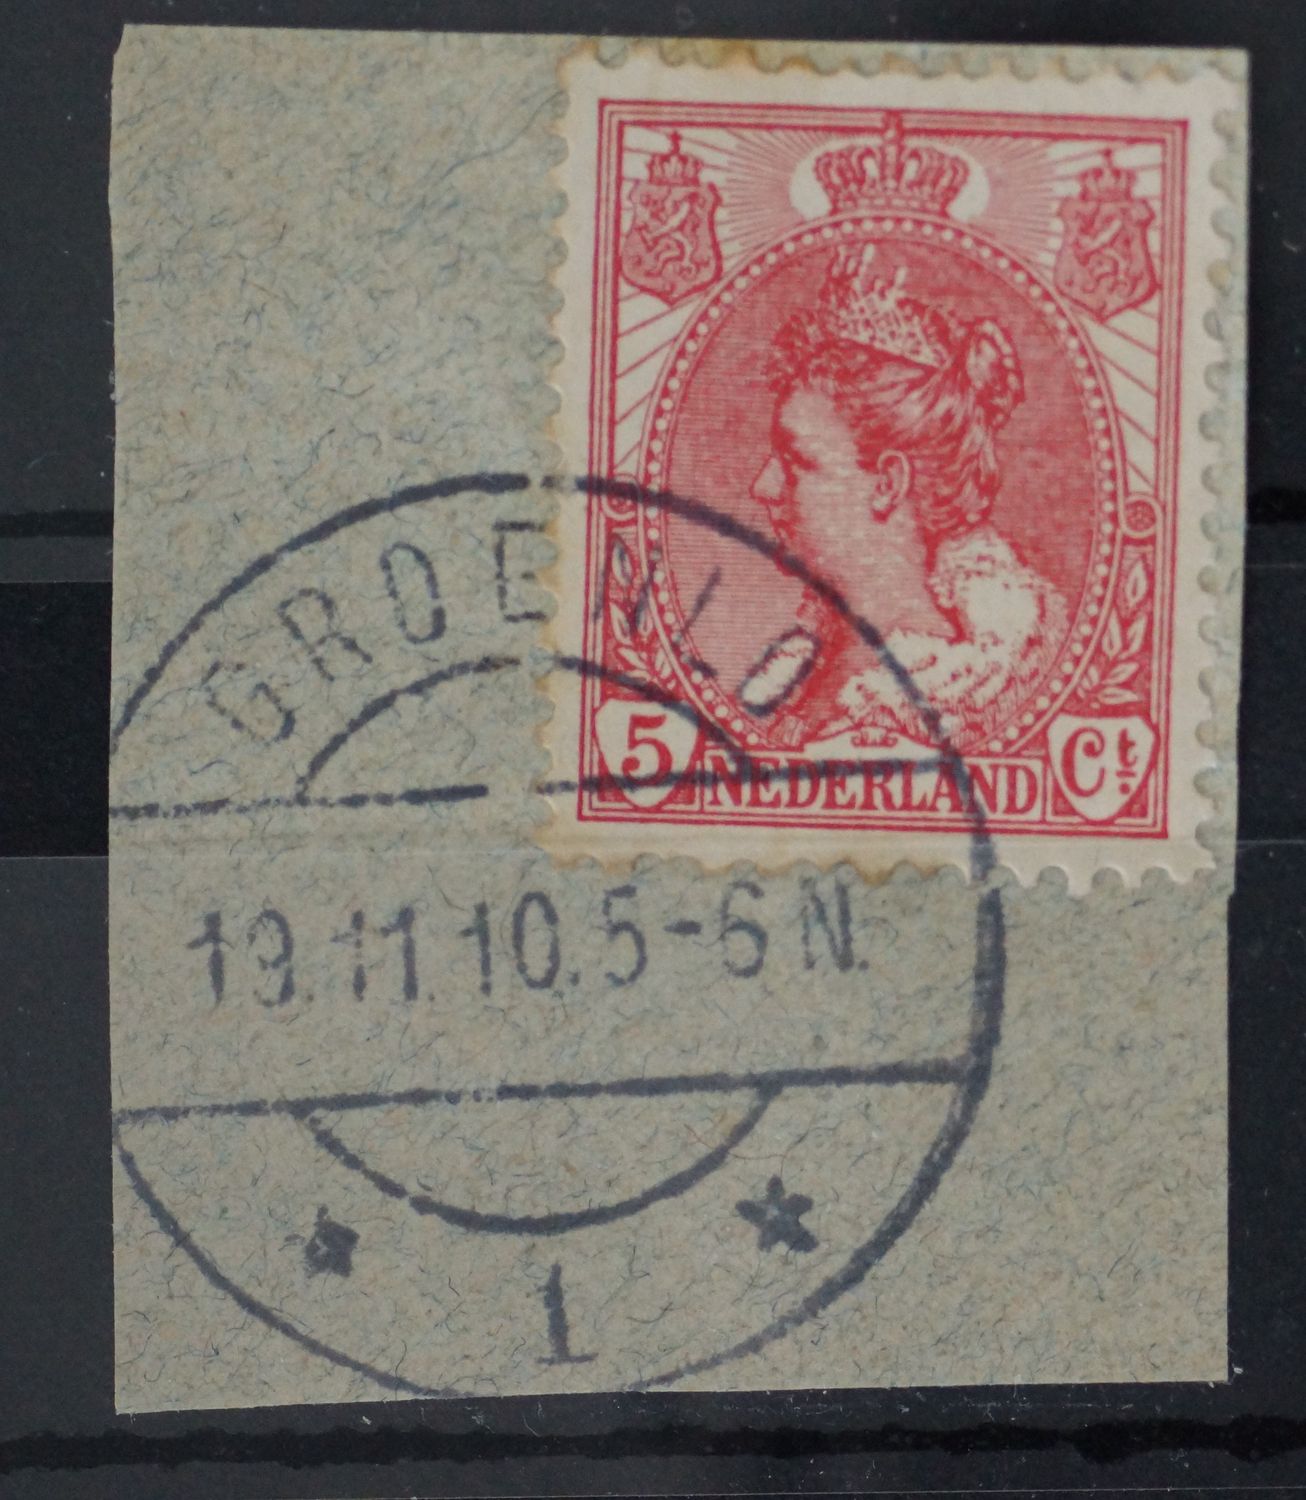 5 NEDERLAND Ct.
GROENLO
19.11.10.5-6 N.
1